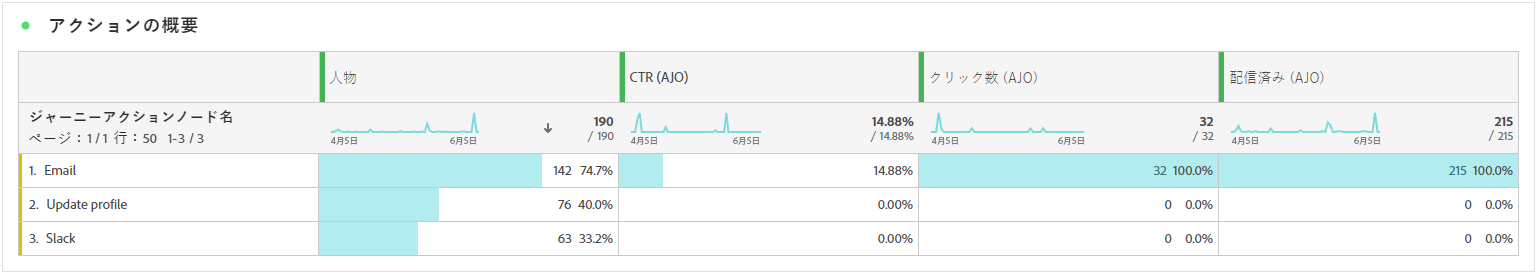 アクションの概要
人物 CTR (AJO) クリック数 (AJO) 配信済み (AJO)
ジャーニーアクションノード名
ページ：1 / 1 行：50 1-3 / 3
4月5日 6月5日 190 / 190
4月5日 6月5日 14.88% / 14.88%
4月5日 6月5日 32 / 32
4月5日 6月5日 215 / 215
1. Email 142 74.7% 14.88% 32 100.0% 215 100.0%
2. Update profile 76 40.0% 0.00% 0 0.0% 0 0.0%
3. Slack 63 33.2% 0.00% 0 0.0% 0 0.0%